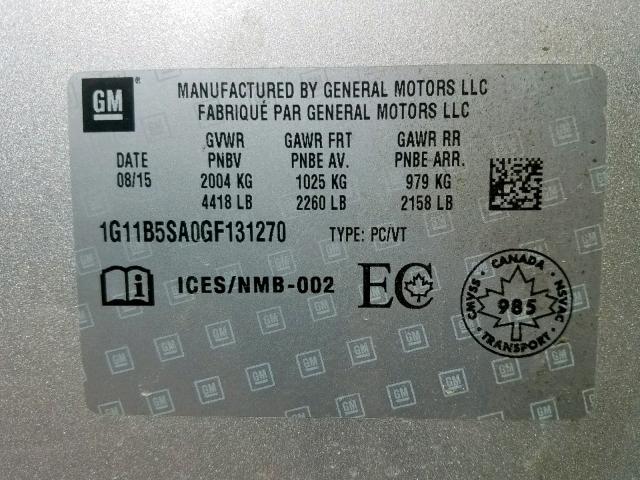 GM
MANUFACTURED BY GENERAL MOTORS LLC
FABRIQUÉ PAR GENERAL MOTORS LLC
GVWR GAWR FRT GAWR RR
DATE PNBV PNBE AV. PNBE ARR.
08/15 2004 KG 1025 KG 979 KG
4418 LB 2260 LB 2158 LB
1G11B5SA0GF131270 TYPE: PC/VT
i ICES/NMB-002 EC
CANADA
CMVSS 985 NSVAC
TRANSPORT